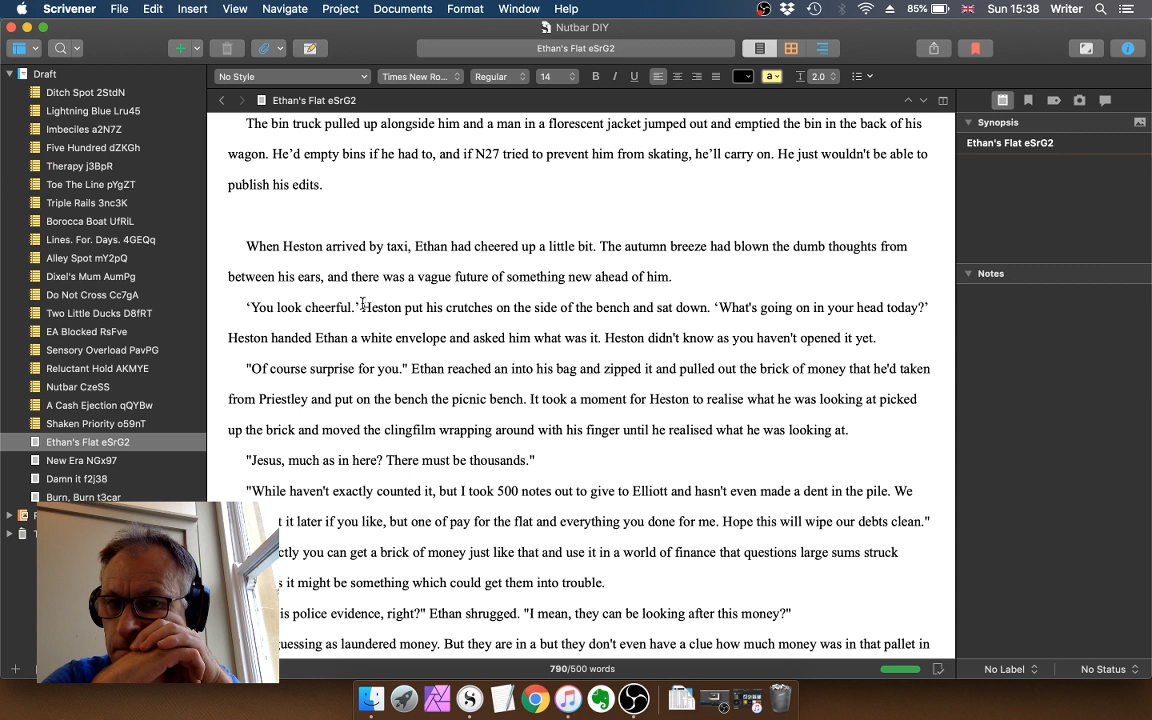 Scrivener File Edit Insert View Navigate Project Documents Format Window Help 85% Sun 15:38 Writer
Nutbar DIY
Ethan's Flat eSrG2
No Style Times New Ro... Regular 14 B I U a 2.0
Draft
Ditch Spot 2StdN
Lightning Blue Lru45
Imbeciles a2N7Z
Five Hundred dZKGh
Therapy j3BpR
Toe The Line pYgZT
Triple Rails 3nc3K
Borocca Boat UfRiL
Lines. For. Days. 4GEQq
Alley Spot mY2pQ
Dixel's Mum AumPg
Do Not Cross Cc7gA
Two Little Ducks D8fRT
EA Blocked RsFve
Sensory Overload PavPG
Reluctant Hold AKMYE
Nutbar CzeSS
A Cash Ejection qQYBw
Shaken Priority o59nT
Ethan's Flat eSrG2
New Era NGx97
Damn it f2j38
Burn, Burn t3car
Ethan's Flat eSrG2
The bin truck pulled up alongside him and a man in a florescent jacket jumped out and emptied the bin in the back of his
wagon. He’d empty bins if he had to, and if N27 tried to prevent him from skating, he’ll carry on. He just wouldn't be able to
publish his edits.
When Heston arrived by taxi, Ethan had cheered up a little bit. The autumn breeze had blown the dumb thoughts from
between his ears, and there was a vague future of something new ahead of him.
‘You look cheerful.’ Heston put his crutches on the side of the bench and sat down. ‘What's going on in your head today?’
Heston handed Ethan a white envelope and asked him what was it. Heston didn't know as you haven't opened it yet.
"Of course surprise for you." Ethan reached an into his bag and zipped it and pulled out the brick of money that he'd taken
from Priestley and put on the bench the picnic bench. It took a moment for Heston to realise what he was looking at picked
up the brick and moved the clingfilm wrapping around with his finger until he realised what he was looking at.
"Jesus, much as in here? There must be thousands."
"While haven't exactly counted it, but I took 500 notes out to give to Elliott and hasn't even made a dent in the pile. We
it later if you like, but one of pay for the flat and everything you done for me. Hope this will wipe our debts clean."
ctly you can get a brick of money just like that and use it in a world of finance that questions large sums struck
s it might be something which could get them into trouble.
is police evidence, right?" Ethan shrugged. "I mean, they can be looking after this money?"
uessing as laundered money. But they are in a but they don't even have a clue how much money was in that pallet in
790/500 words
Synopsis
Ethan's Flat eSrG2
Notes
No Label No Status